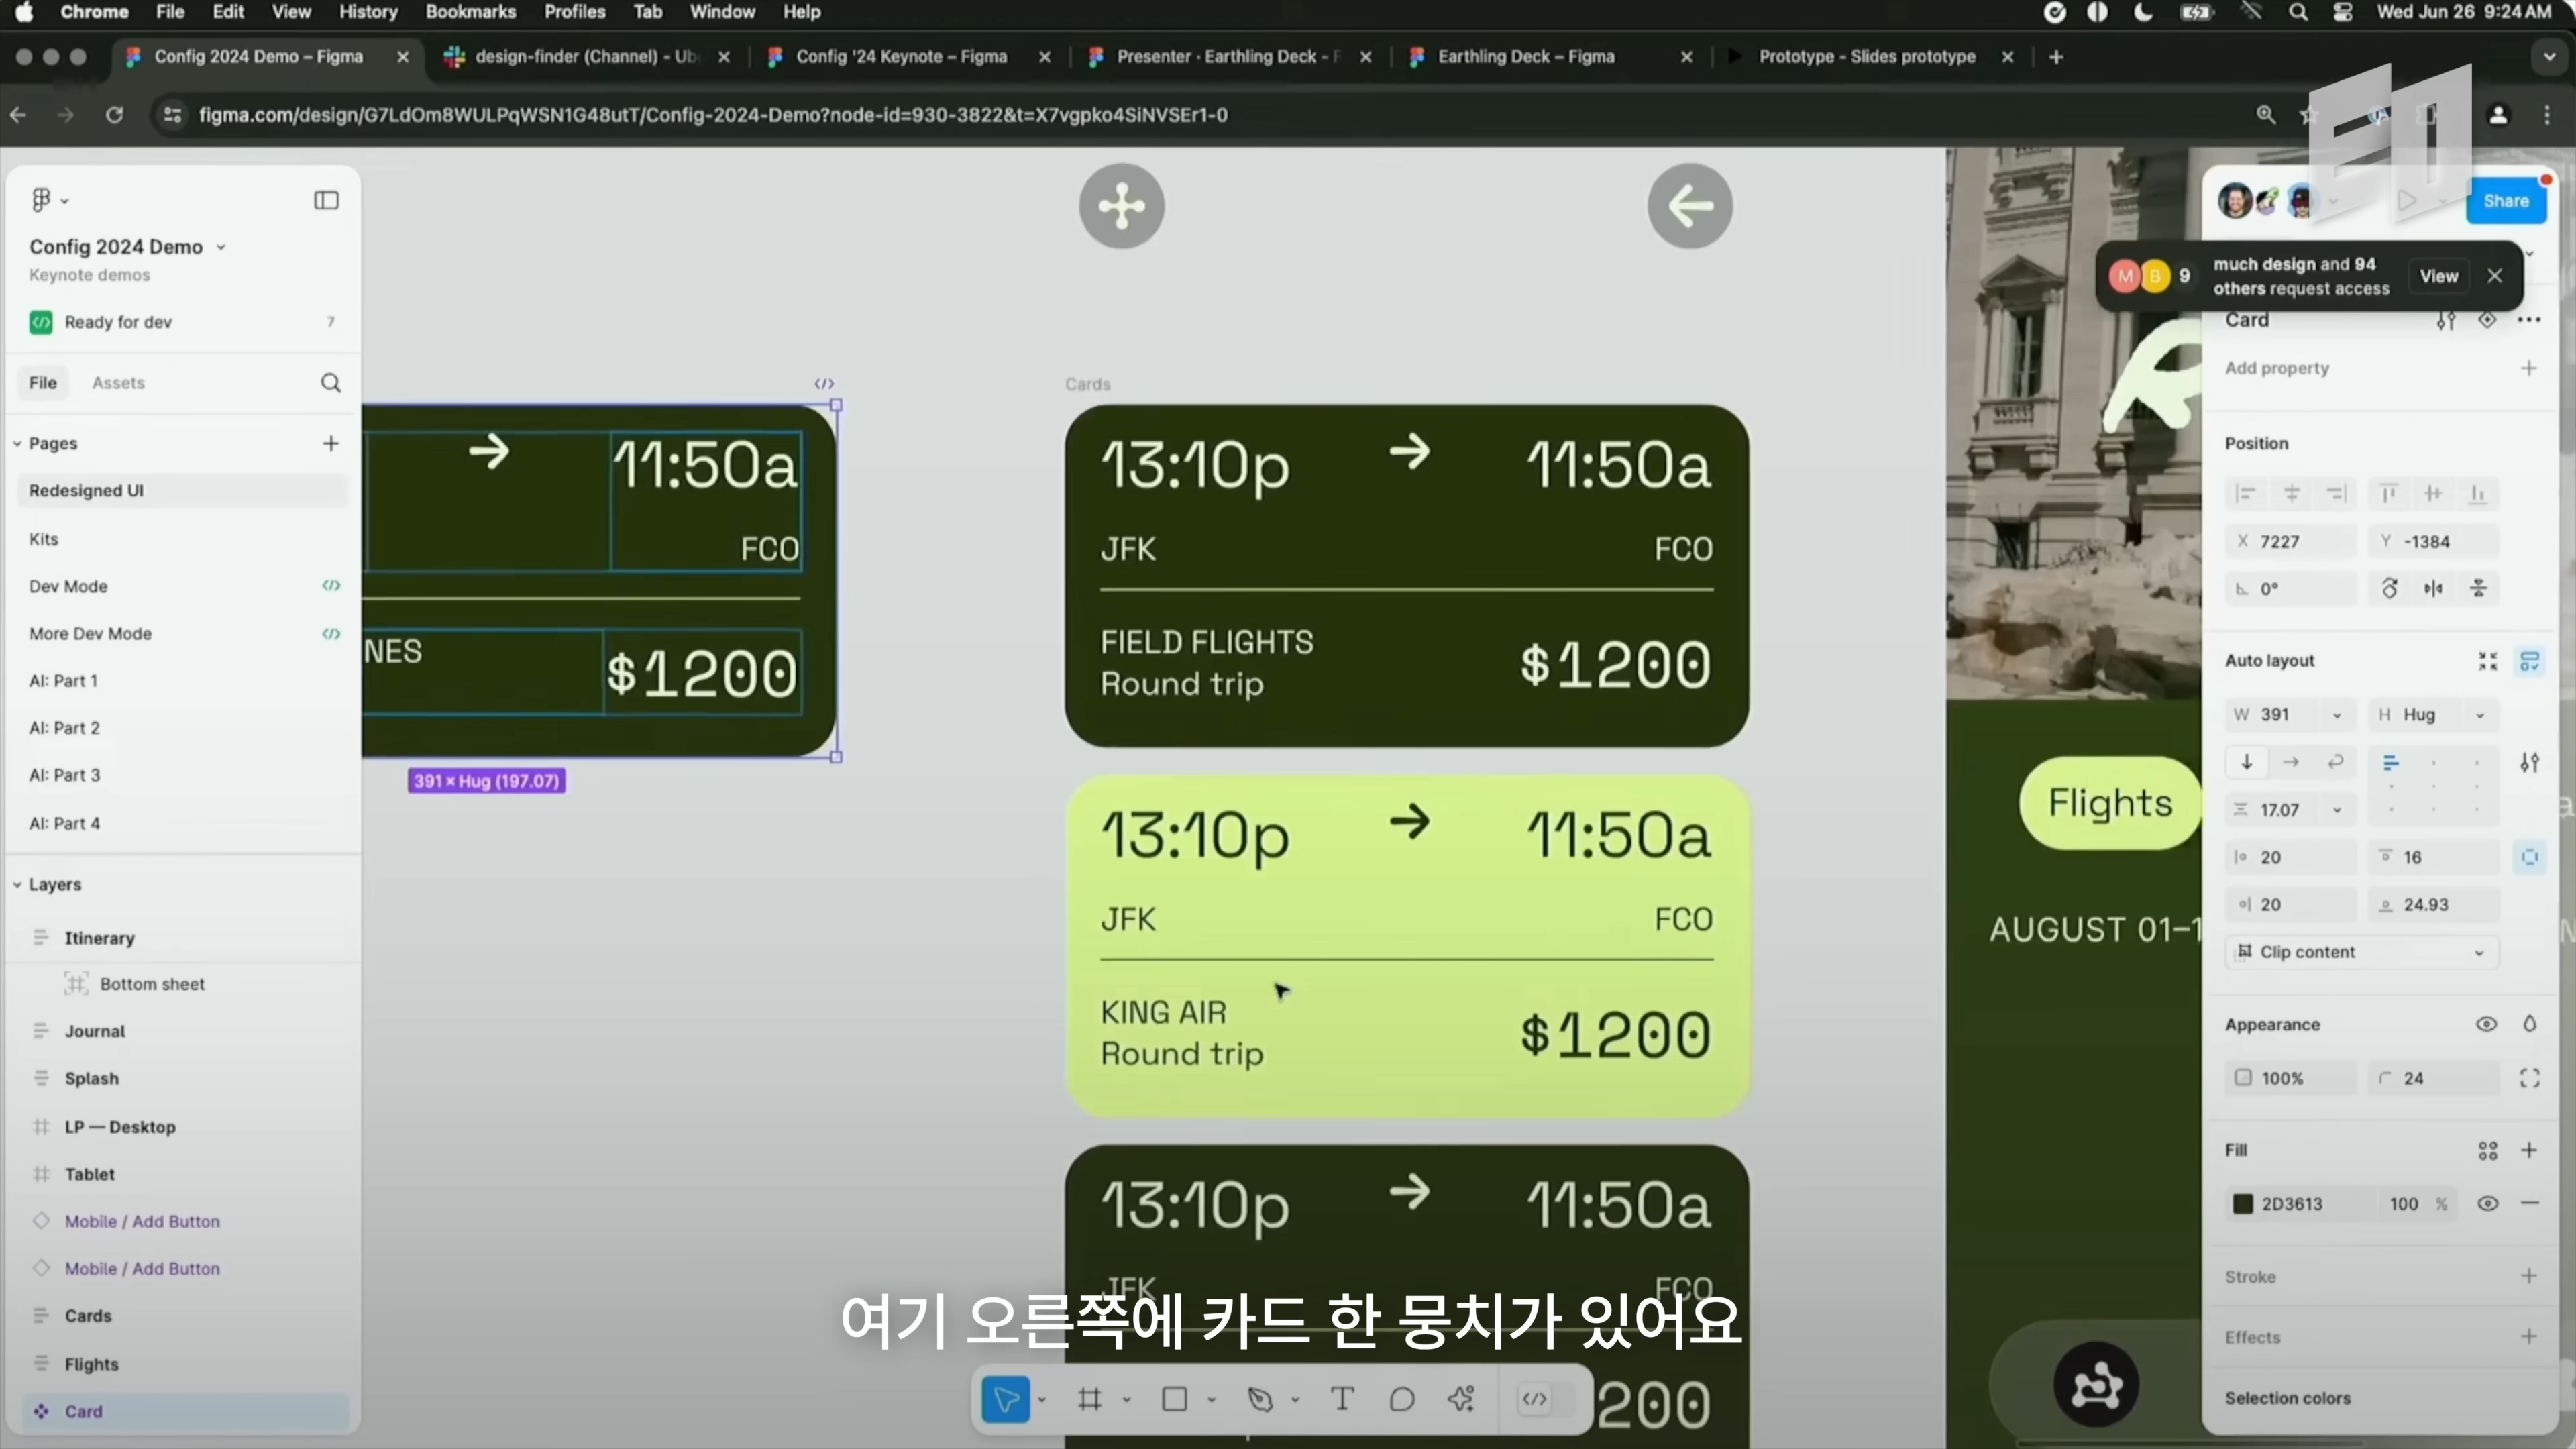 Chrome File Edit View History Bookmarks Profiles Tab Window Help
Wed Jun 26 9:24 AM
Config 2024 Demo – Figma
design-finder (Channel) - Ub
Config '24 Keynote – Figma
Presenter · Earthling Deck – F
Earthling Deck – Figma
Prototype - Slides prototype
figma.com/design/G7LdOm8WULPqWSN1G48utT/Config-2024-Demo?node-id=930-3822&t=X7vgpko4SiNVSEr1-0
Config 2024 Demo
Keynote demos
Ready for dev 7
File Assets
Pages
Redesigned UI
Kits
Dev Mode
More Dev Mode
AI: Part 1
AI: Part 2
AI: Part 3
AI: Part 4
Layers
Itinerary
Bottom sheet
Journal
Splash
LP — Desktop
Tablet
Mobile / Add Button
Mobile / Add Button
Cards
Flights
Card
11:50a
FCO
NES
$1200
391 × Hug (197.07)
Cards
13:10p → 11:50a
JFK FCO
FIELD FLIGHTS
Round trip
$1200
13:10p → 11:50a
JFK FCO
KING AIR
Round trip
$1200
13:10p → 11:50a
JFK FCO
여기 오른쪽에 카드 한 뭉치가 있어요
200
Flights
AUGUST 01–1
Share
M B 9
much design and 94
others request access
View
Card
Add property
Position
X 7227 Y -1384
0°
Auto layout
W 391 H Hug
17.07
20 16
20 24.93
Clip content
Appearance
100% 24
Fill
2D3613 100 %
Stroke
Effects
Selection colors